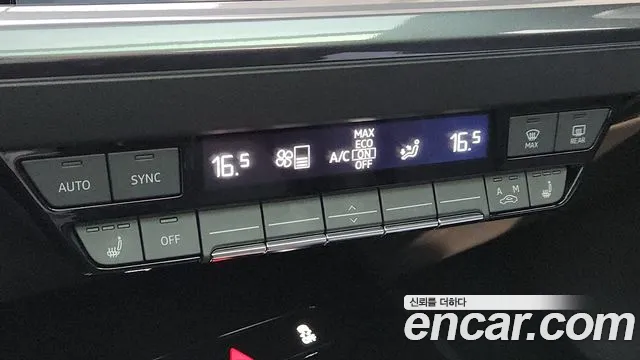 MAX
ECO
16.5 A/C ON 16.5
OFF
MAX REAR
AUTO SYNC
A M
OFF
신뢰를 더하다
encar.com